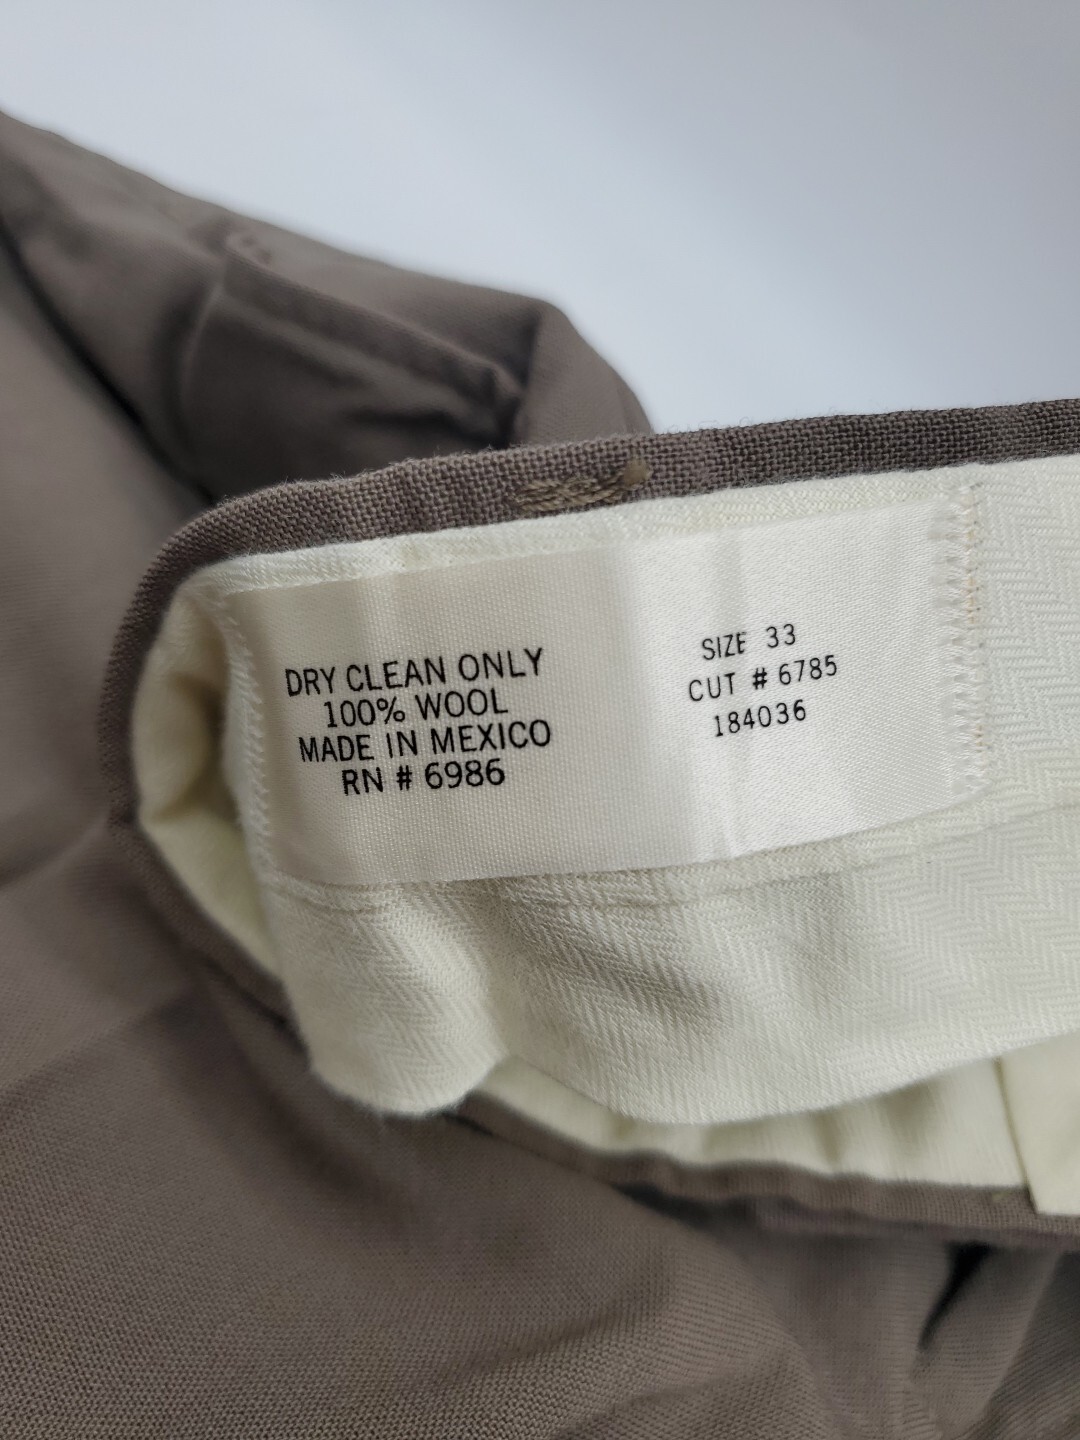 DRY CLEAN ONLY
100% WOOL
MADE IN MEXICO
RN # 6986
SIZE 33
CUT # 6785
184036